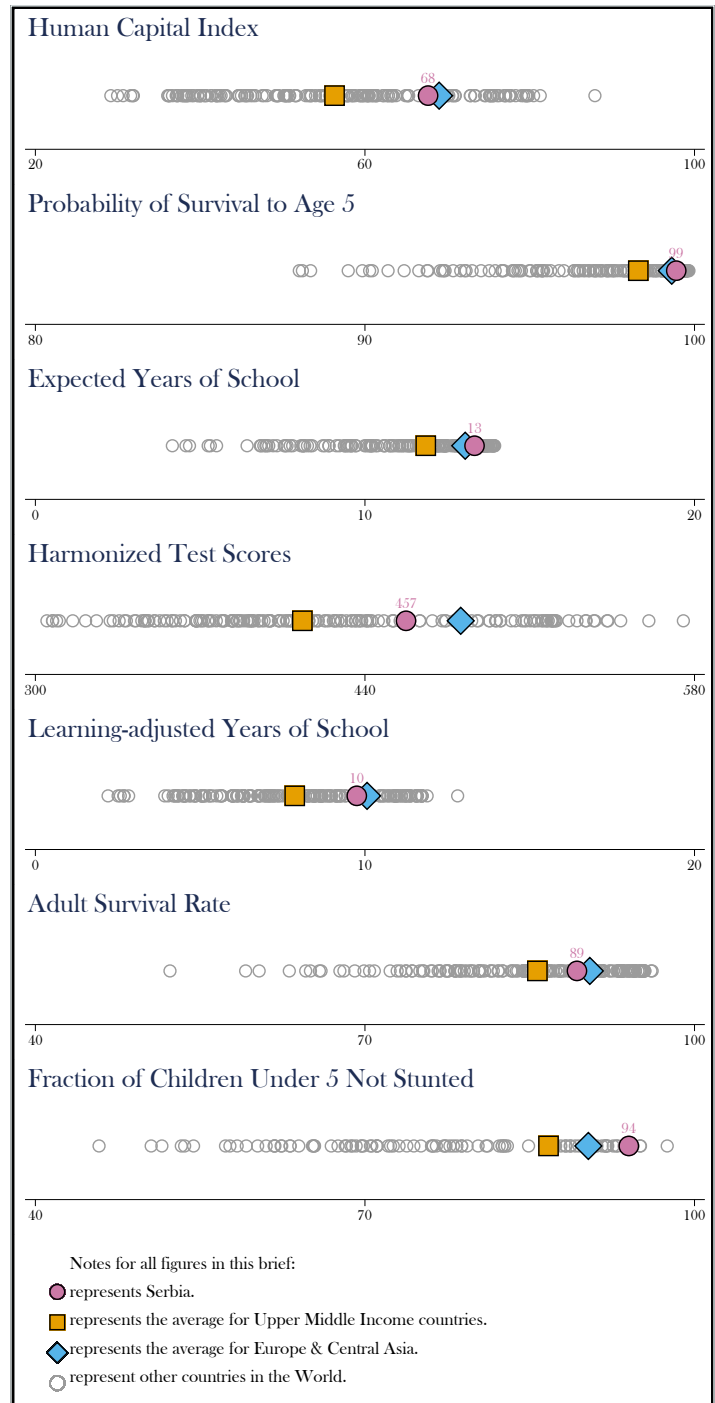 Human Capital Index
68
20 60 100
Probability of Survival to Age 5
99
80 90 100
Expected Years of School
13
0 10 20
Harmonized Test Scores
457
300 440 580
Learning-adjusted Years of School
10
0 10 20
Adult Survival Rate
89
40 70 100
Fraction of Children Under 5 Not Stunted
94
40 70 100
Notes for all figures in this brief:
represents Serbia.
represents the average for Upper Middle Income countries.
represents the average for Europe & Central Asia.
represent other countries in the World.